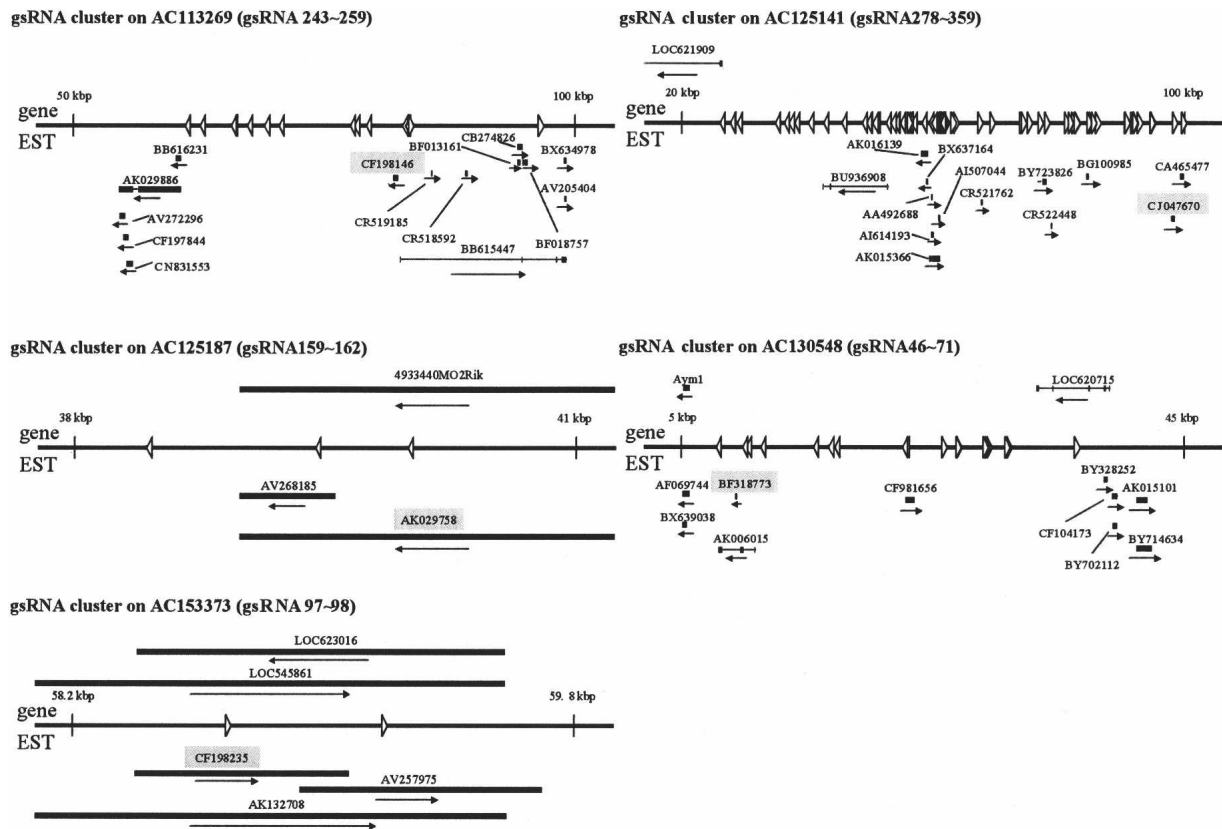 gsRNA cluster on AC113269 (gsRNA 243~259)
50 kbp
100 kbp
gene
EST
BB616231
AK029886
AV272296
CF197844
CN831553
CF198146
BF013161
CB274826
BX634978
AV205404
CR519185
CR518592
BF018757
BB615447
gsRNA cluster on AC125141 (gsRNA278~359)
LOC621909
20 kbp
100 kbp
gene
EST
AK016139
BX637164
BU936908
AI507044
AA492688
AI614193
AK015366
CR521762
BY723826
CR522448
BG100985
CA465477
CJ047670
gsRNA cluster on AC125187 (gsRNA159~162)
4933440MO2Rik
38 kbp
41 kbp
gene
EST
AV268185
AK029758
gsRNA cluster on AC130548 (gsRNA46~71)
Aym1
LOC620715
5 kbp
45 kbp
gene
EST
AF069744
BX639038
BF318773
AK006015
CF981656
BY328252
AK015101
CF104173
BY714634
BY702112
gsRNA cluster on AC153373 (gsRNA 97~98)
LOC623016
LOC545861
58.2 kbp
59. 8 kbp
gene
EST
CF198235
AV257975
AK132708